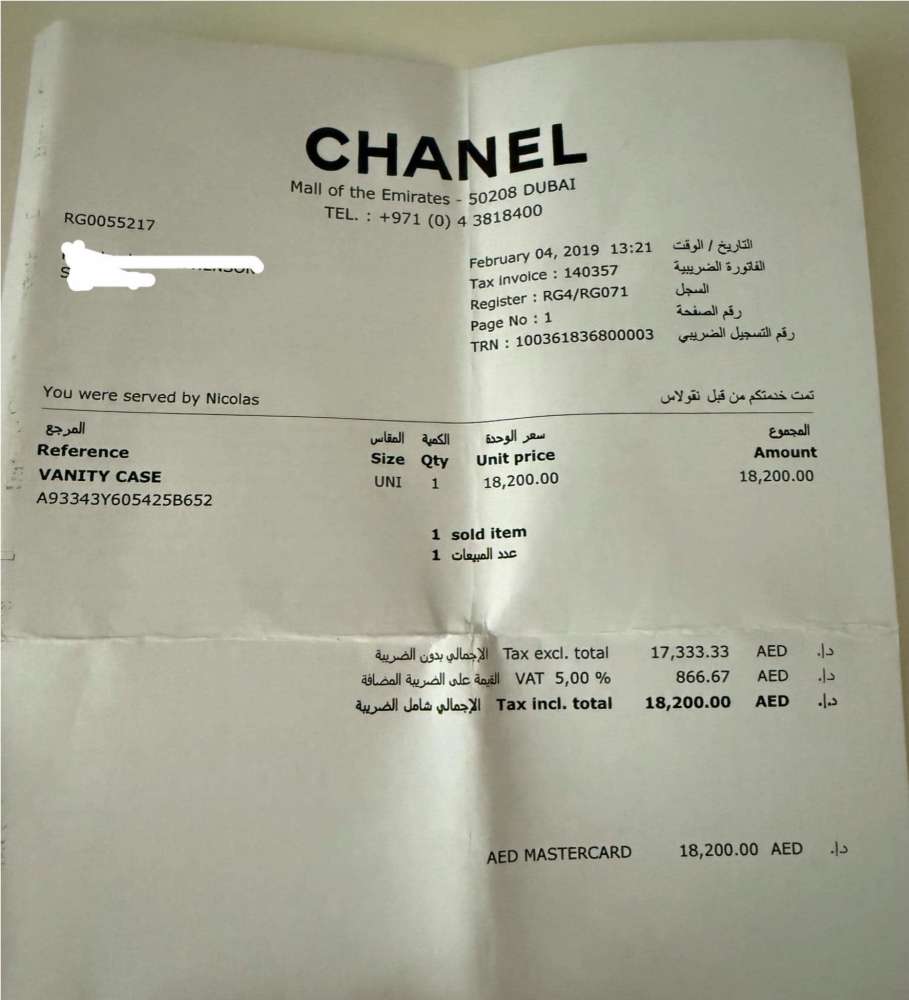 CHANEL
Mall of the Emirates - 50208 DUBAI
TEL. : +971 (0) 4 3818400
RG0055217
February 04, 2019 13:21 التاريخ / الوقت
Tax invoice : 140357 الفاتورة الضريبية
Register : RG4/RG071 السجل
Page No : 1 رقم الصفحة
TRN : 100361836800003 رقم التسجيل الضريبي
You were served by Nicolas تمت خدمتكم من قبل نقولاس
المرجع المقاس الكمية سعر الوحدة المجموع
Reference Size Qty Unit price Amount
VANITY CASE UNI 1 18,200.00 18,200.00
A93343Y605425B652
1 sold item
1 عدد المبيعات
الإجمالي بدون الضريبة Tax excl. total 17,333.33 AED د.إ.
القيمة على الضريبة المضافة VAT 5,00 % 866.67 AED د.إ.
الإجمالي شامل الضريبة Tax incl. total 18,200.00 AED د.إ.
AED MASTERCARD 18,200.00 AED د.إ.